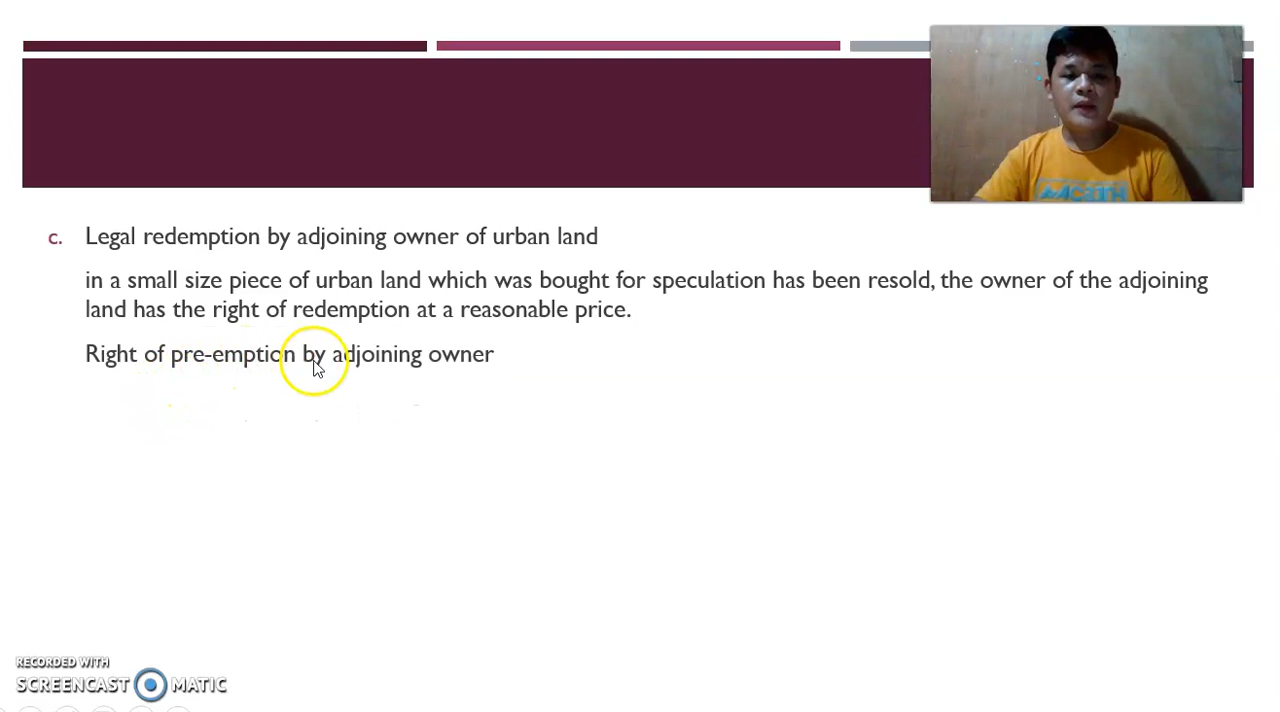 c. Legal redemption by adjoining owner of urban land
in a small size piece of urban land which was bought for speculation has been resold, the owner of the adjoining
land has the right of redemption at a reasonable price.
Right of pre-emption by adjoining owner
RECORDED WITH
SCREENCAST MATIC